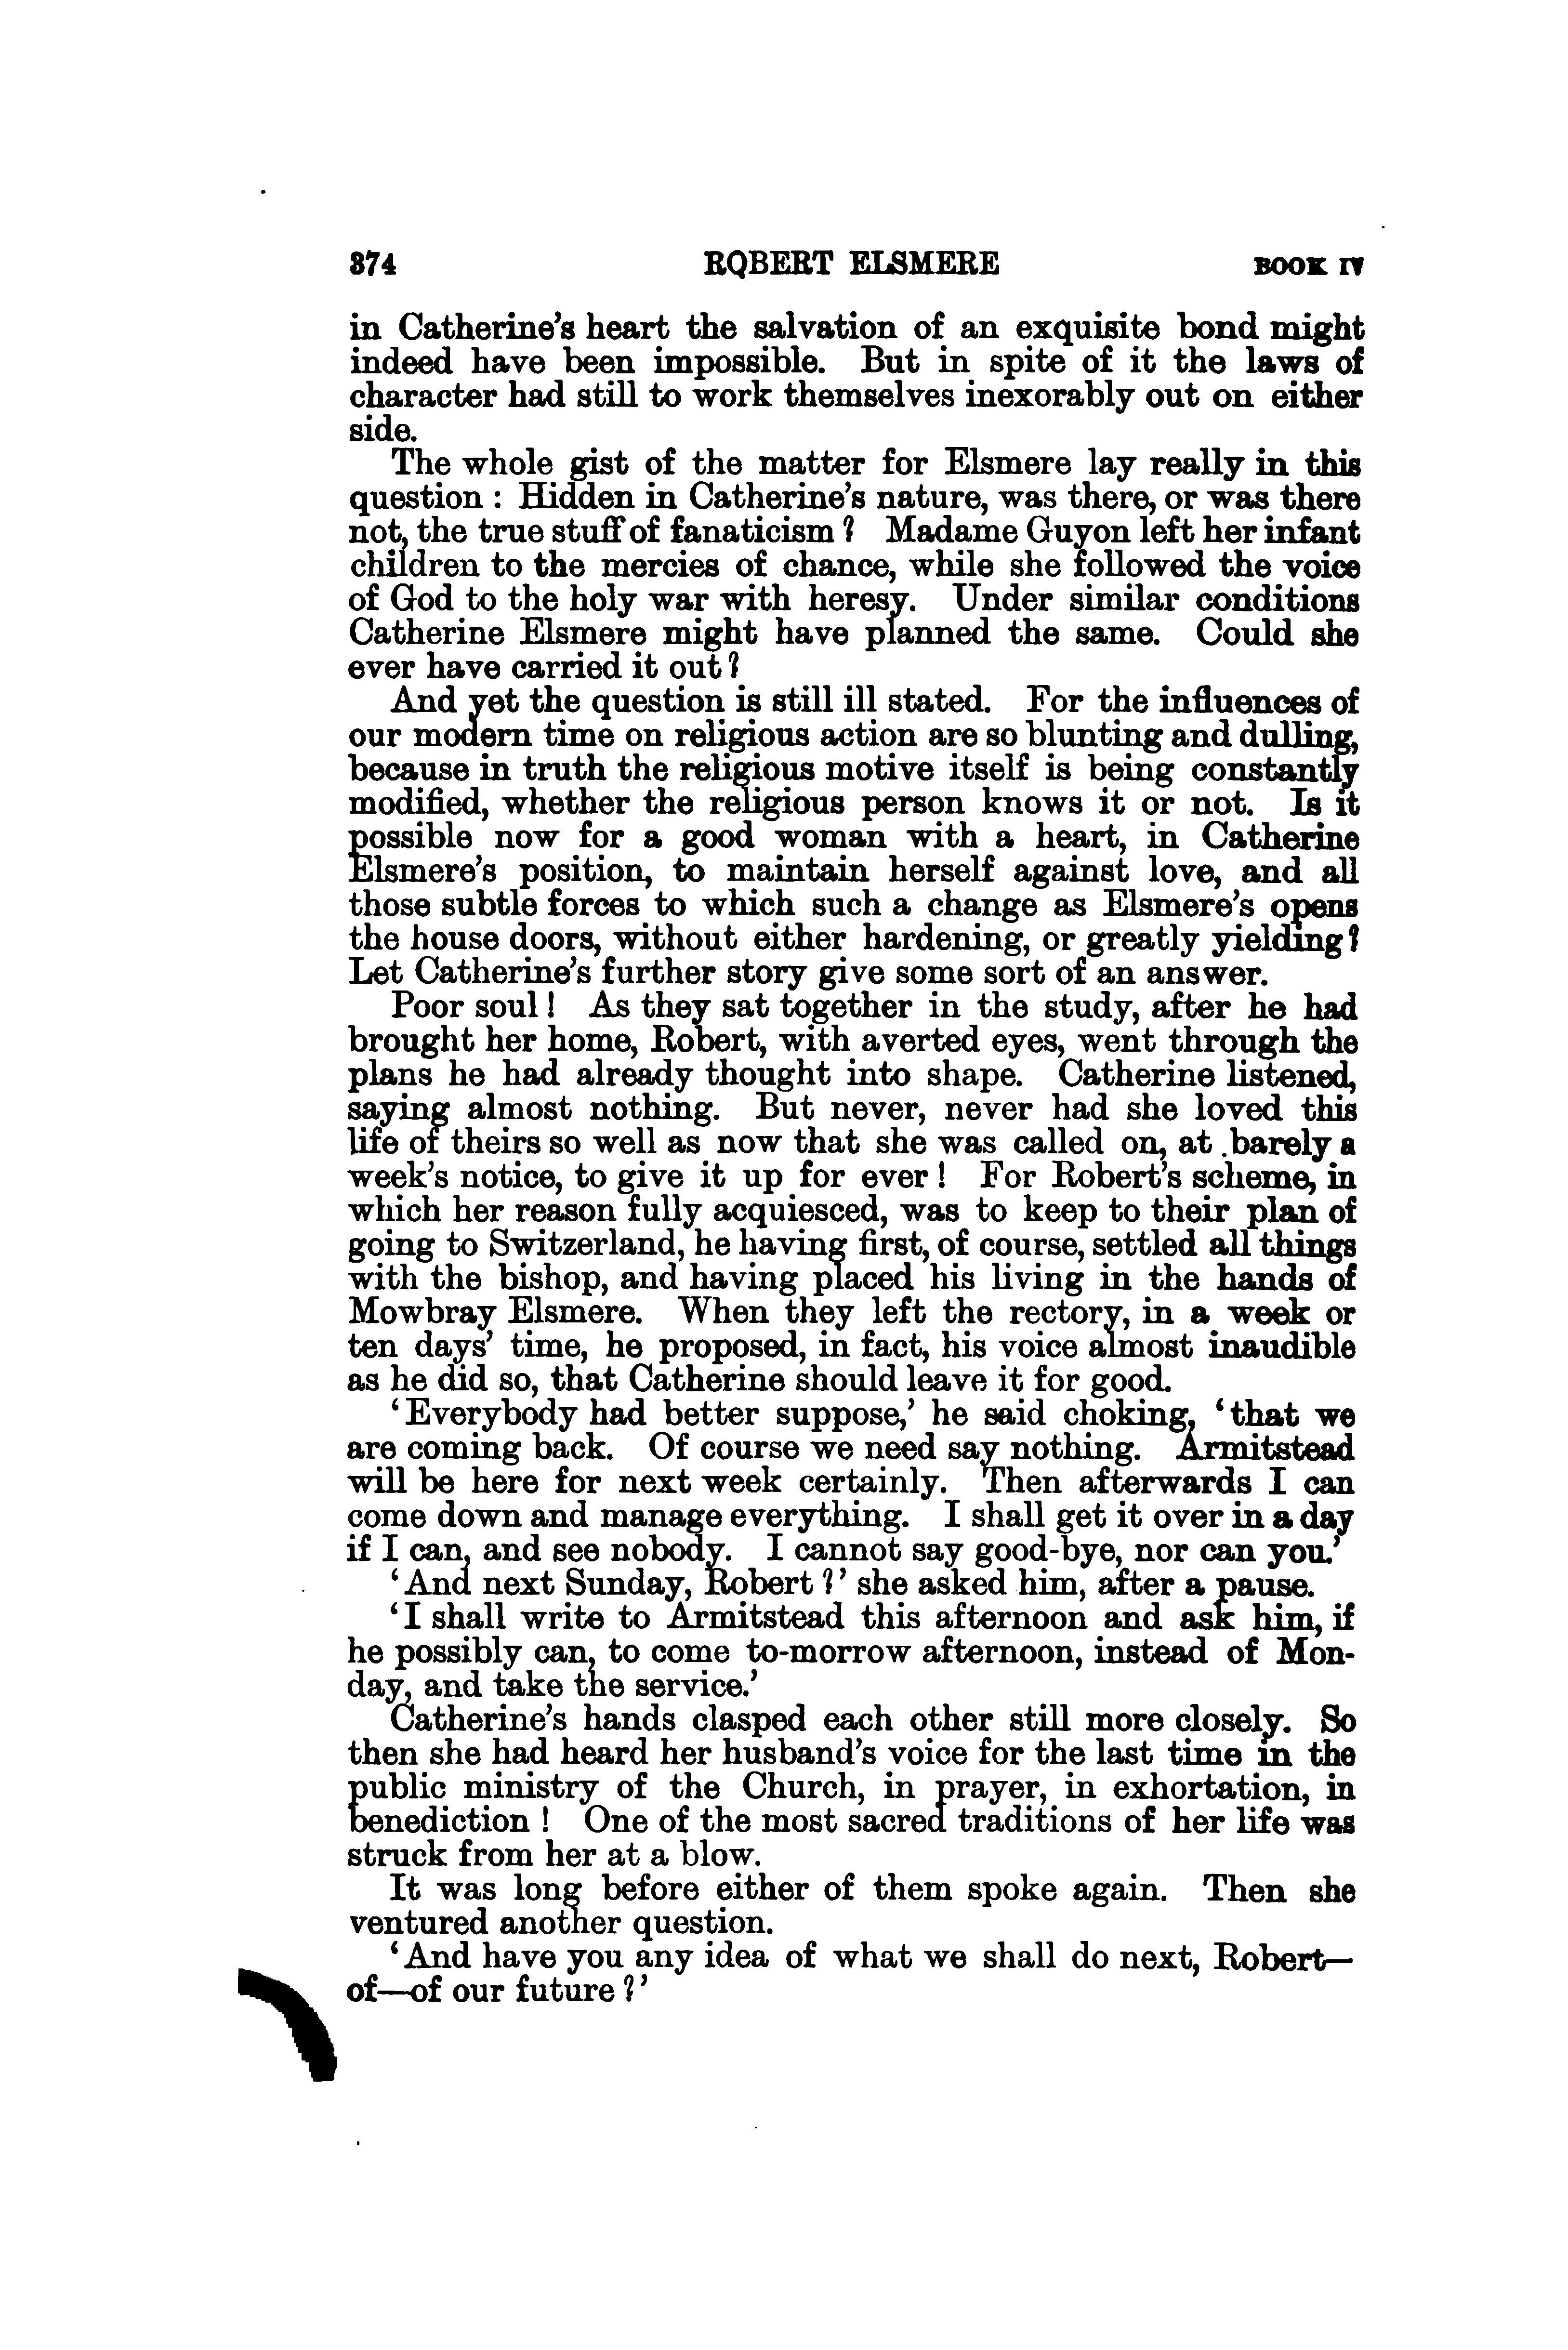 374 ROBERT ELSMERE BOOK IV
in Catherine's heart the salvation of an exquisite bond might
indeed have been impossible. But in spite of it the laws of
character had still to work themselves inexorably out on either
side.
The whole gist of the matter for Elsmere lay really in this
question : Hidden in Catherine's nature, was there, or was there
not, the true stuff of fanaticism ? Madame Guyon left her infant
children to the mercies of chance, while she followed the voice
of God to the holy war with heresy. Under similar conditions
Catherine Elsmere might have planned the same. Could she
ever have carried it out ?
And yet the question is still ill stated. For the influences of
our modern time on religious action are so blunting and dulling,
because in truth the religious motive itself is being constantly
modified, whether the religious person knows it or not. Is it
possible now for a good woman with a heart, in Catherine
Elsmere's position, to maintain herself against love, and all
those subtle forces to which such a change as Elsmere's opens
the house doors, without either hardening, or greatly yielding ?
Let Catherine's further story give some sort of an answer.
Poor soul ! As they sat together in the study, after he had
brought her home, Robert, with averted eyes, went through the
plans he had already thought into shape. Catherine listened,
saying almost nothing. But never, never had she loved this
life of theirs so well as now that she was called on, at barely a
week's notice, to give it up for ever ! For Robert's scheme, in
which her reason fully acquiesced, was to keep to their plan of
going to Switzerland, he having first, of course, settled all things
with the bishop, and having placed his living in the hands of
Mowbray Elsmere. When they left the rectory, in a week or
ten days' time, he proposed, in fact, his voice almost inaudible
as he did so, that Catherine should leave it for good.
'Everybody had better suppose,' he said choking, 'that we
are coming back. Of course we need say nothing. Armitstead
will be here for next week certainly. Then afterwards I can
come down and manage everything. I shall get it over in a day
if I can, and see nobody. I cannot say good-bye, nor can you.'
'And next Sunday, Robert ?' she asked him, after a pause.
'I shall write to Armitstead this afternoon and ask him, if
he possibly can, to come to-morrow afternoon, instead of Mon-
day, and take the service.'
Catherine's hands clasped each other still more closely. So
then she had heard her husband's voice for the last time in the
public ministry of the Church, in prayer, in exhortation, in
benediction ! One of the most sacred traditions of her life was
struck from her at a blow.
It was long before either of them spoke again. Then she
ventured another question.
'And have you any idea of what we shall do next, Robert—
of—of our future ?'